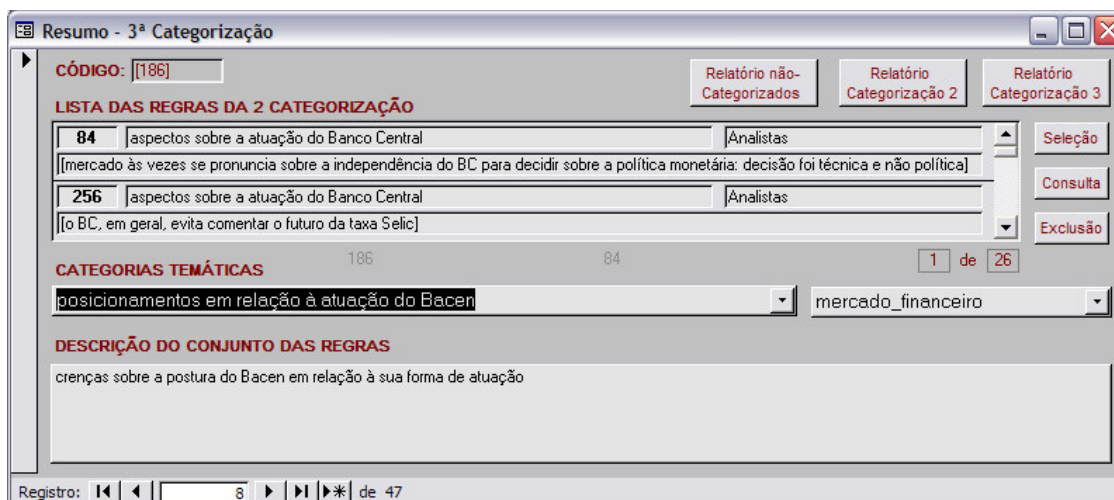 Resumo - 3ª Categorização
CÓDIGO: [186]
Relatório não-
Categorizados
Relatório
Categorização 2
Relatório
Categorização 3
LISTA DAS REGRAS DA 2 CATEGORIZAÇÃO
84 aspectos sobre a atuação do Banco Central Analistas
[mercado às vezes se pronuncia sobre a independência do BC para decidir sobre a política monetária: decisão foi técnica e não política]
256 aspectos sobre a atuação do Banco Central Analistas
[o BC, em geral, evita comentar o futuro da taxa Selic]
Seleção
Consulta
Exclusão
186 84 1 de 26
CATEGORIAS TEMÁTICAS
posicionamentos em relação à atuação do Bacen mercado_financeiro
DESCRIÇÃO DO CONJUNTO DAS REGRAS
crenças sobre a postura do Bacen em relação à sua forma de atuação
Registro: 8 de 47